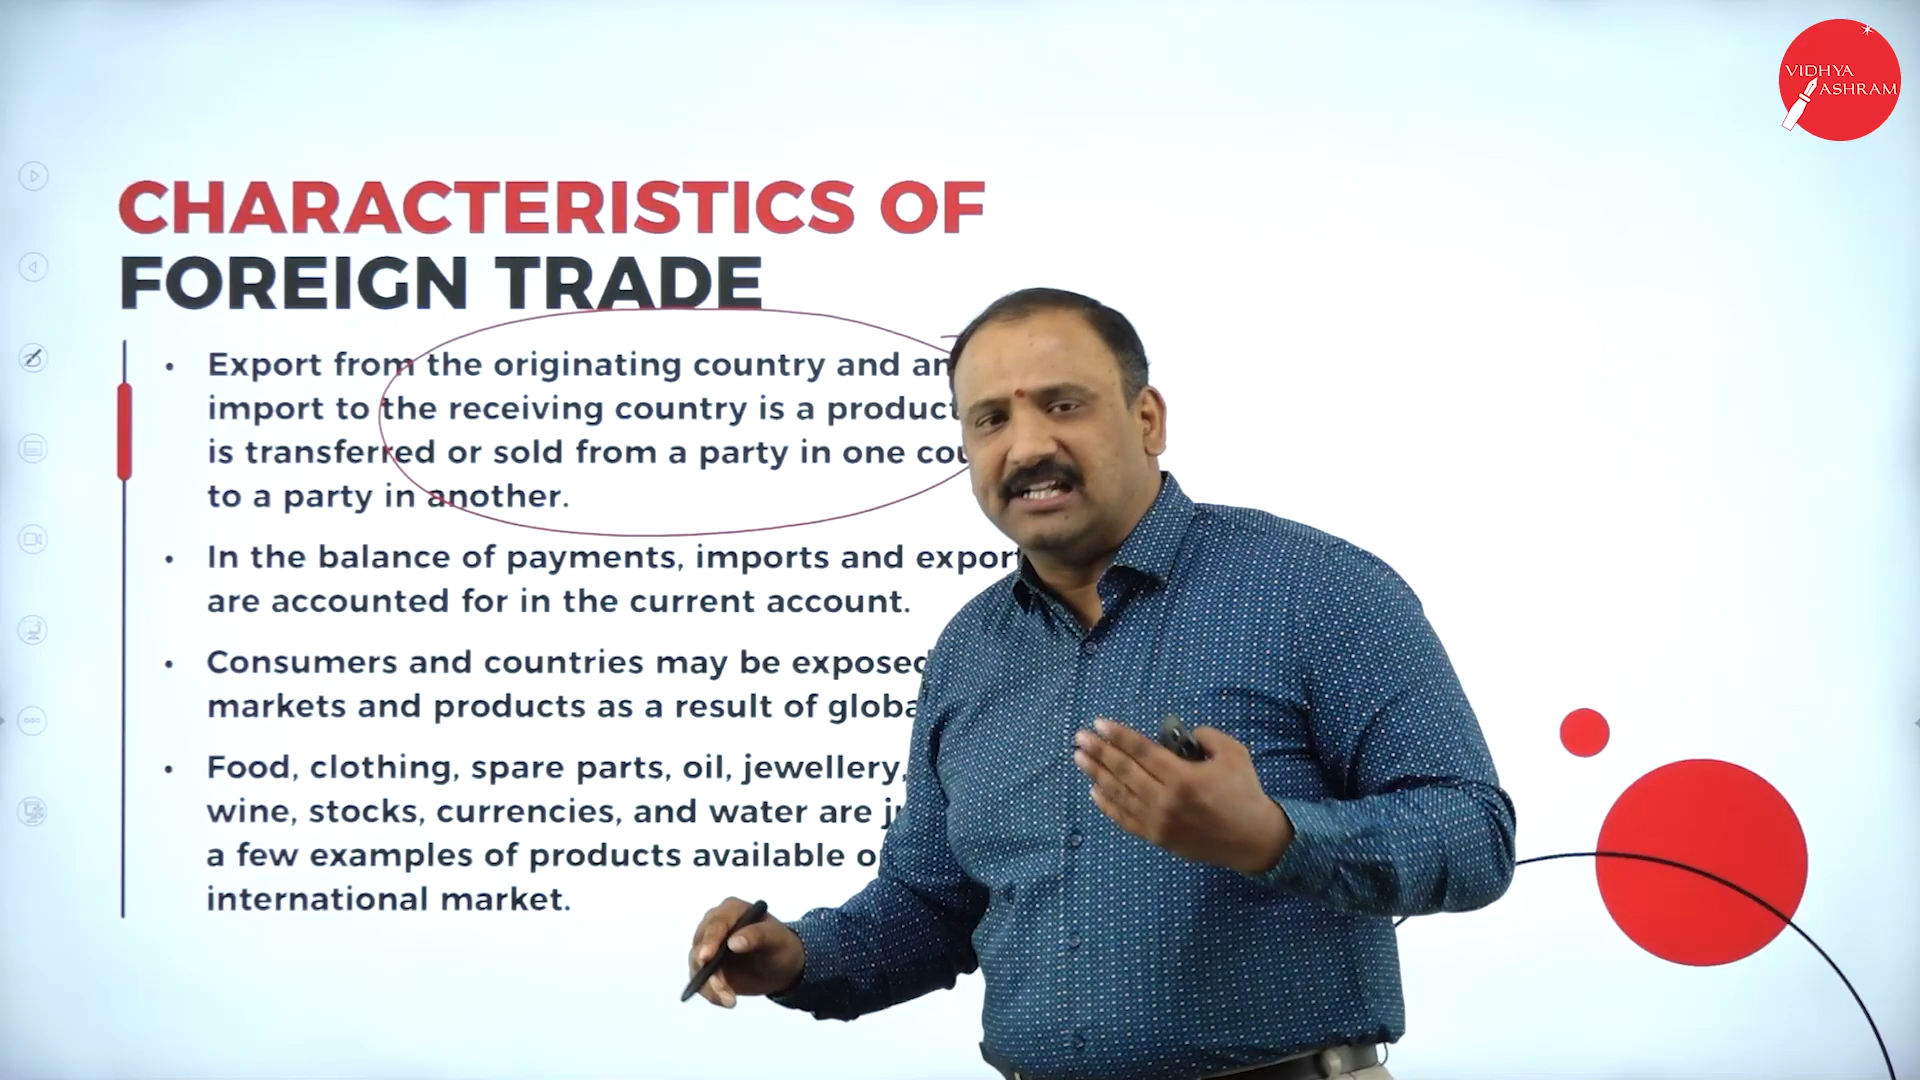 VIDHYA
ASHRAM
CHARACTERISTICS OF
FOREIGN TRADE
• Export from the originating country and
import to the receiving country is a
is transferred or sold from a party in one
to a party in another.
• In the balance of payments, imports and
are accounted for in the current account.
• Consumers and countries may be exposed
markets and products as a result of
• Food, clothing, spare parts, oil, jewellery,
wine, stocks, currencies, and water are
a few examples of products available
international market.